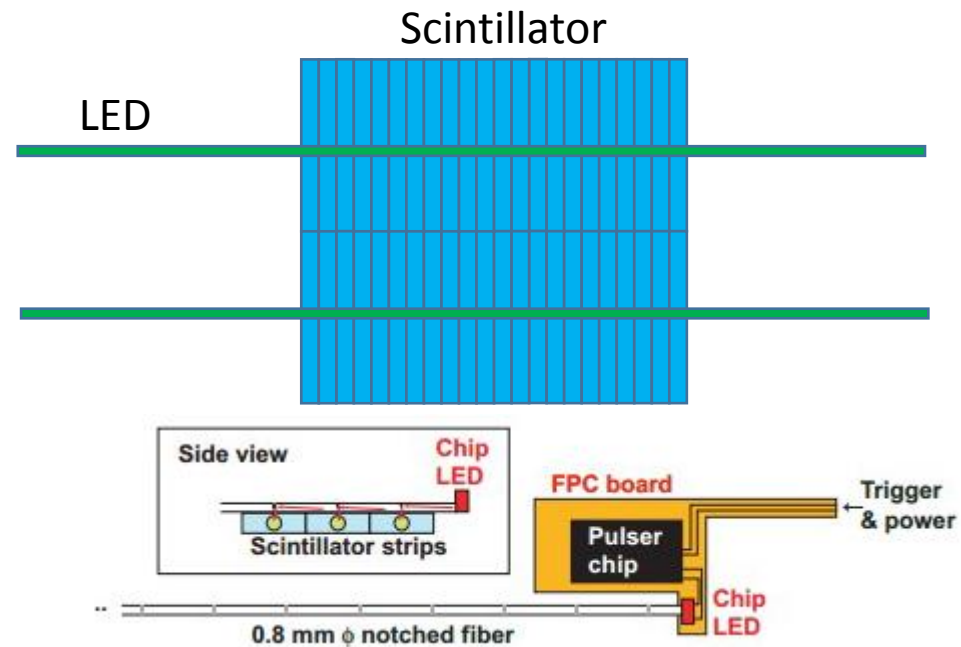 Scintillator
LED
Side view
Chip
LED
Scintillator strips
FPC board
Pulser
chip
Trigger
& power
Chip
LED
..
0.8 mm ϕ notched fiber